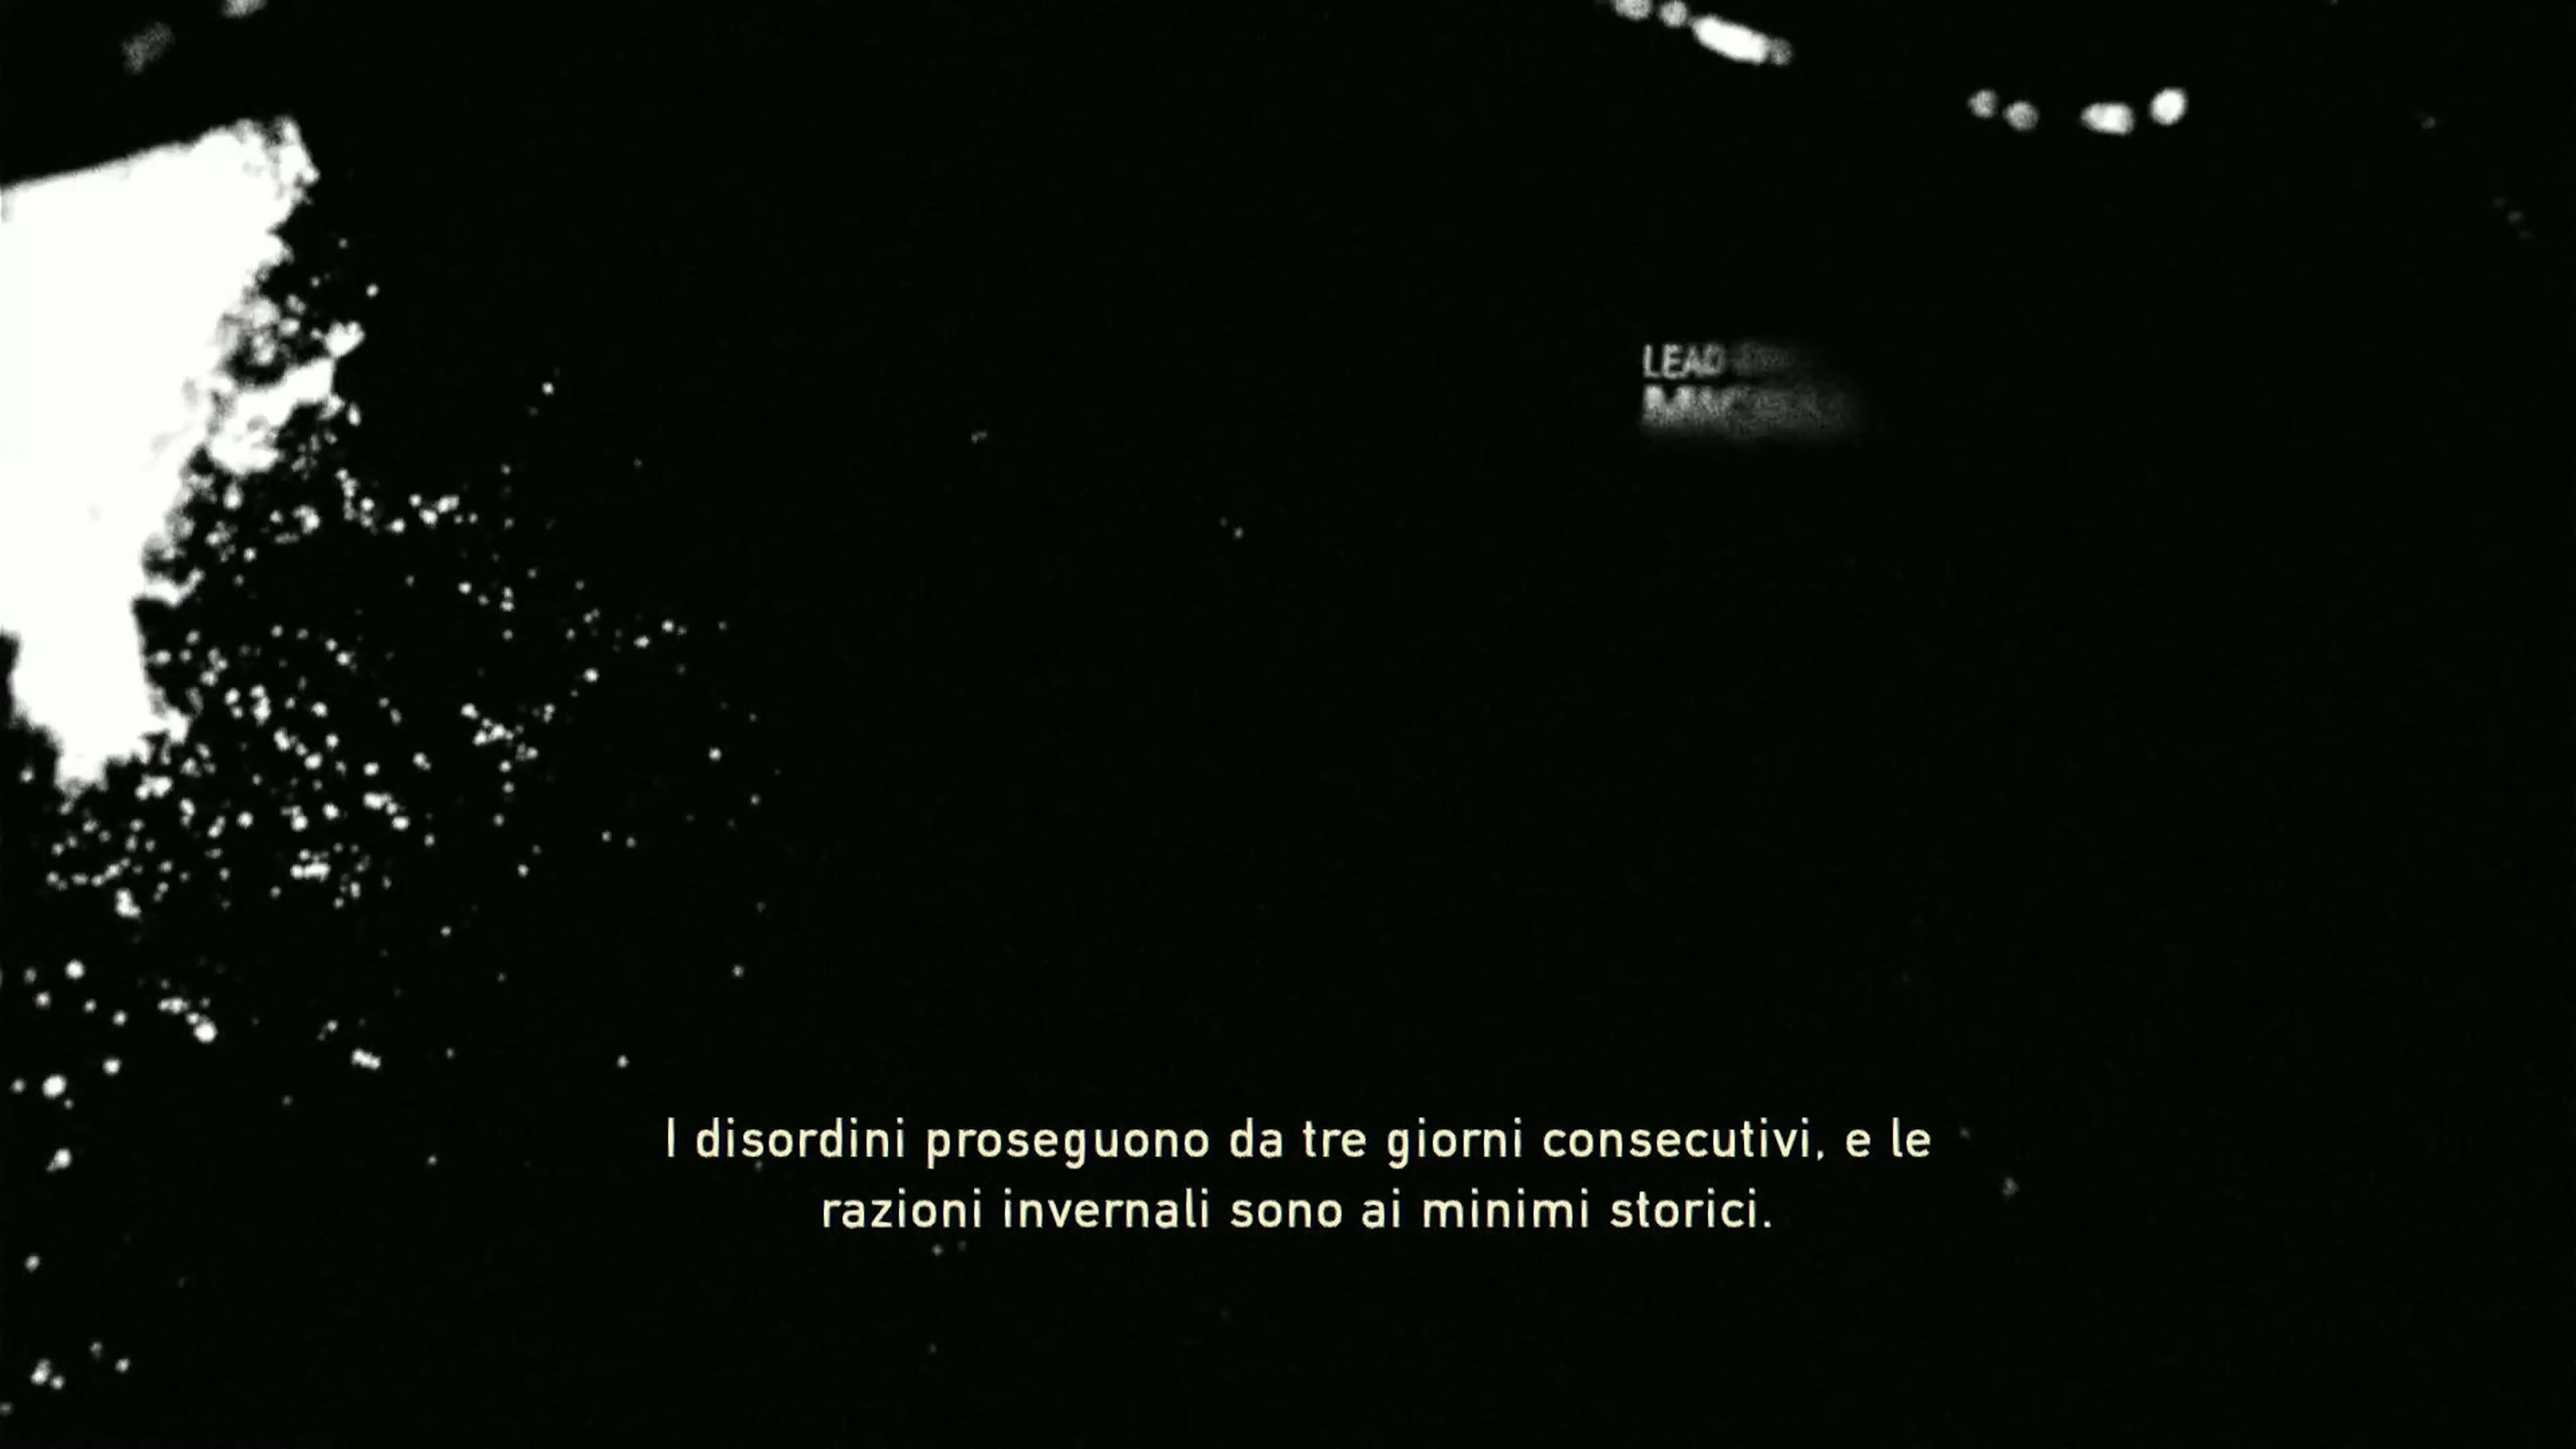 LEAD
I disordini proseguono da tre giorni consecutivi, e le
razioni invernali sono ai minimi storici.